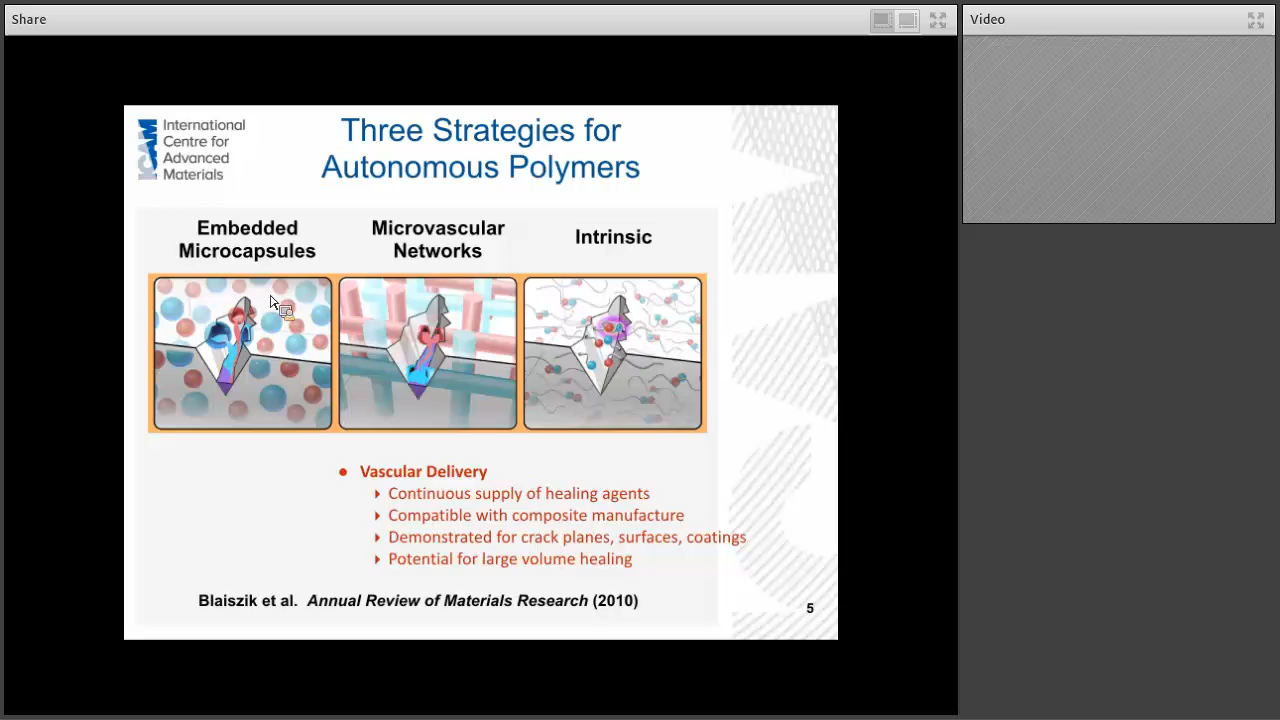 Share
Video
International
Centre for
Advanced
Materials
ICAM
Three Strategies for
Autonomous Polymers
Embedded
Microcapsules
Microvascular
Networks
Intrinsic
Vascular Delivery
Continuous supply of healing agents
Compatible with composite manufacture
Demonstrated for crack planes, surfaces, coatings
Potential for large volume healing
Blaiszik et al. Annual Review of Materials Research (2010)
5